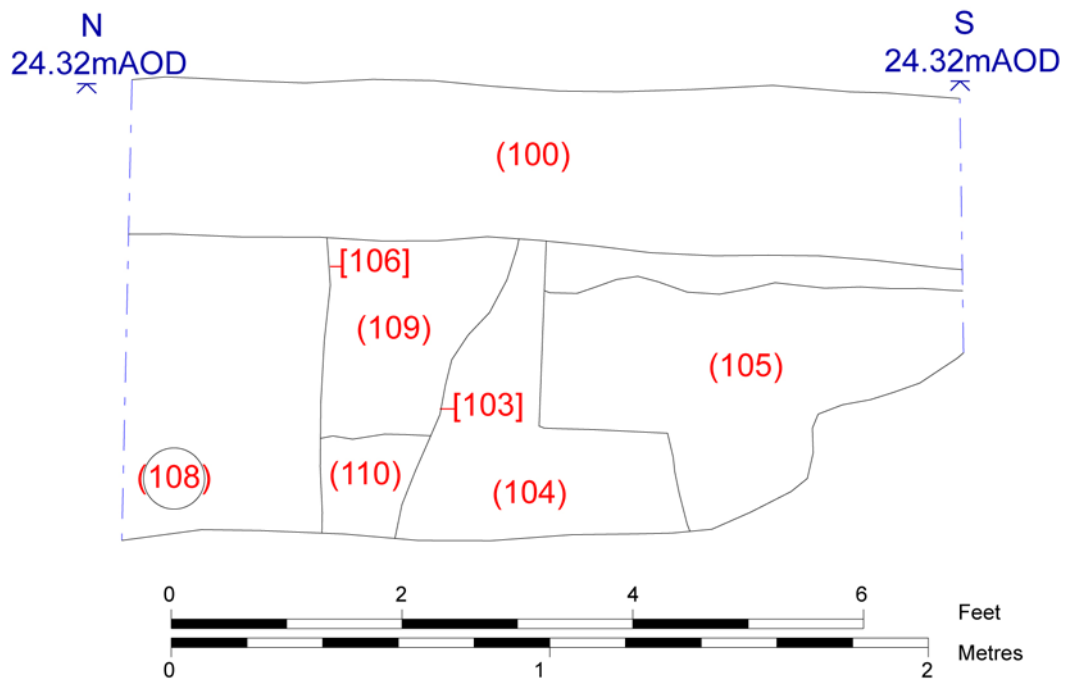 N
S
24.32mAOD
24.32mAOD
(100)
[106]
(109)
(105)
[103]
(108)
(110)
(104)
0 2 4 6
Feet
Metres
0 1 2